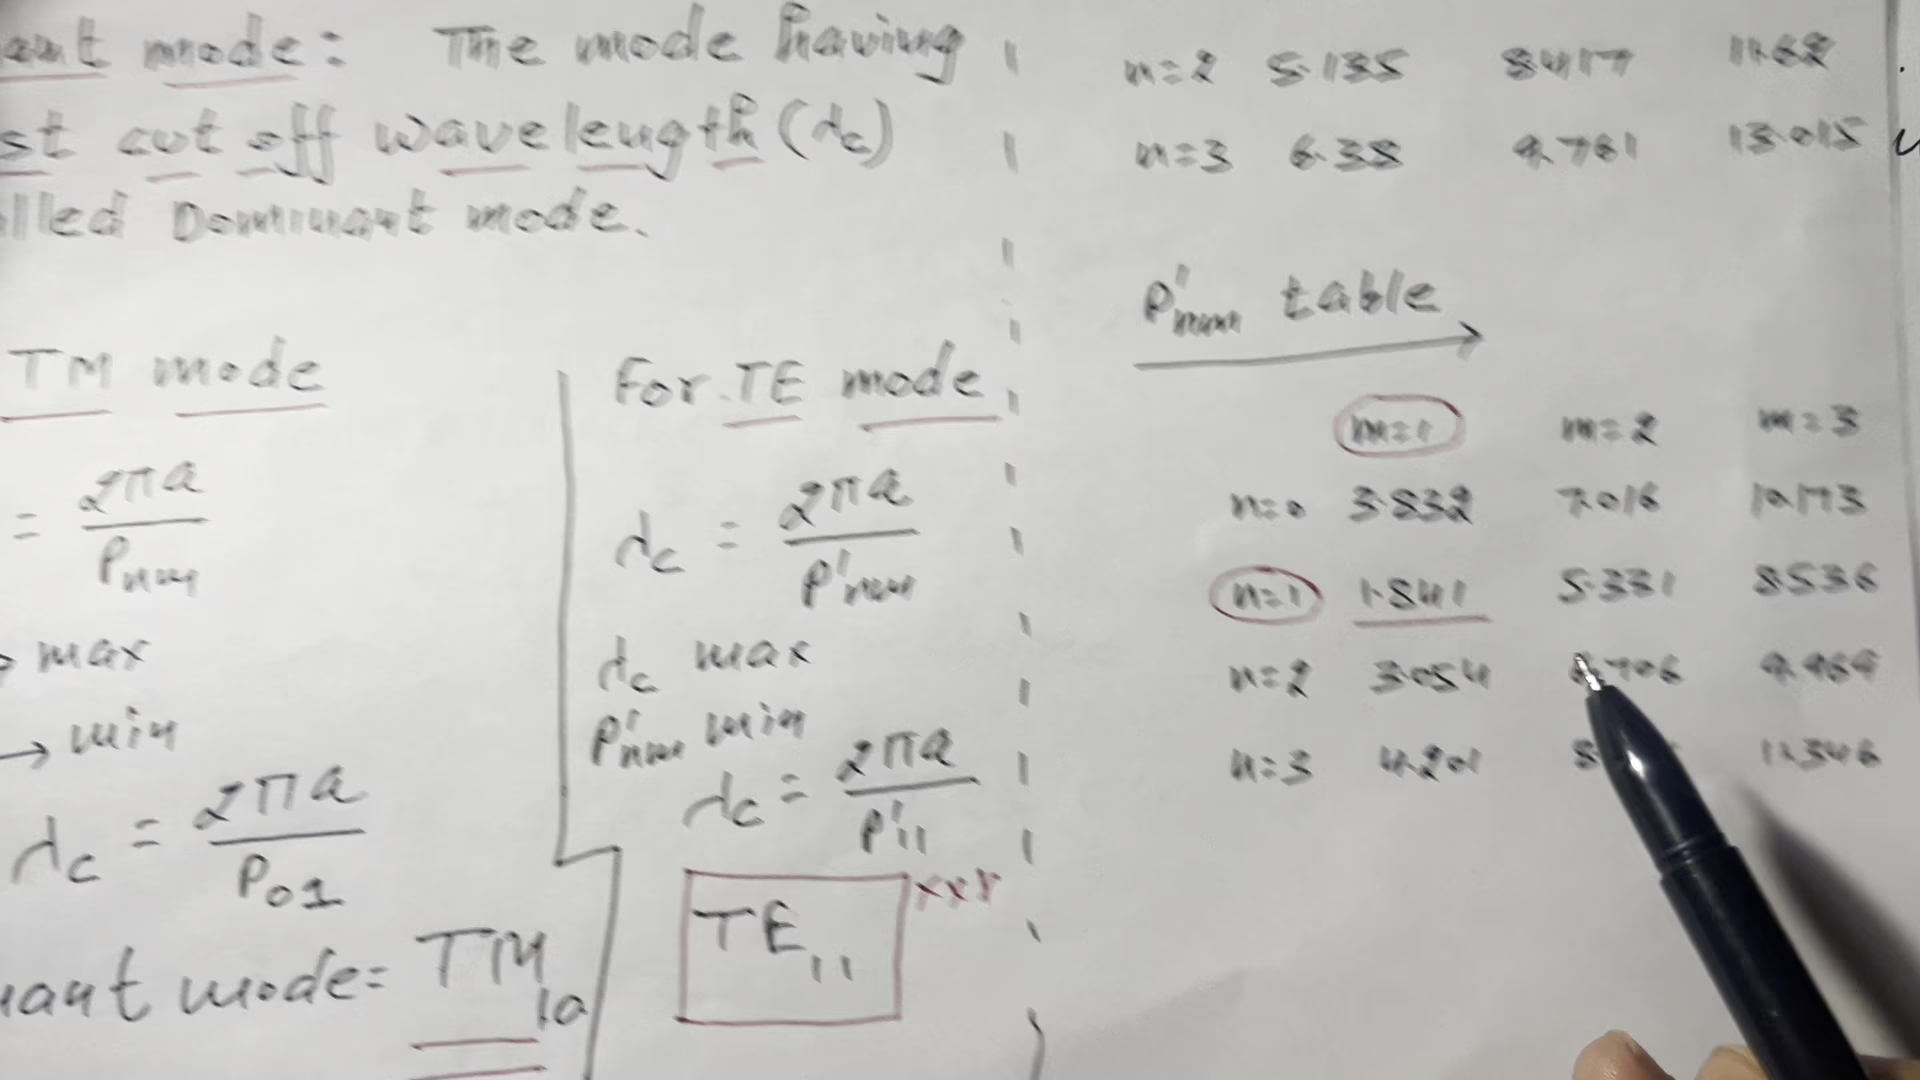 ant mode: The mode having
st cut off wavelength (λc)
lled Dominant mode.
TM mode
= 2πa / Pnm
→ max
→ min
λc = 2πa / P01
nant mode = TM10
For TE mode
λc = 2πa / P'nm
λc max
P'nm min
λc = 2πa / P'11
TE11 xxx
n=2 5.135 8.417 11.62
n=3 6.38 9.761 13.015
P'nm table
m=1 m=2 m=3
n=0 3.832 7.016 10.173
n=1 1.841 5.331 8.536
n=2 3.054 6.706 9.969
n=3 4.201 8 11.346